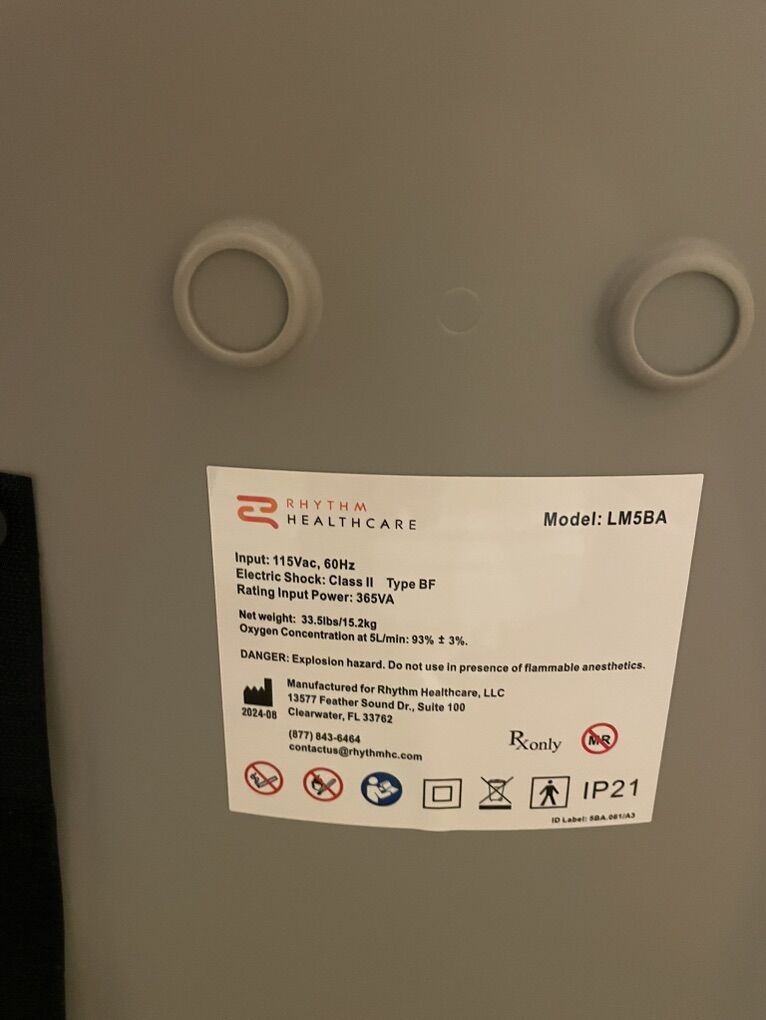 RHYTHM
HEALTHCARE
Model: LM5BA
Input: 115Vac, 60Hz
Electric Shock: Class II Type BF
Rating Input Power: 365VA
Net weight: 33.5lbs/15.2kg
Oxygen Concentration at 5L/min: 93% ± 3%.
DANGER: Explosion hazard. Do not use in presence of flammable anesthetics.
Manufactured for Rhythm Healthcare, LLC
13577 Feather Sound Dr., Suite 100
Clearwater, FL 33762
2024-08
(877) 843-6464
contactus@rhythmhc.com
Rx only
MR
IP21
ID Label: 5BA.061/A3